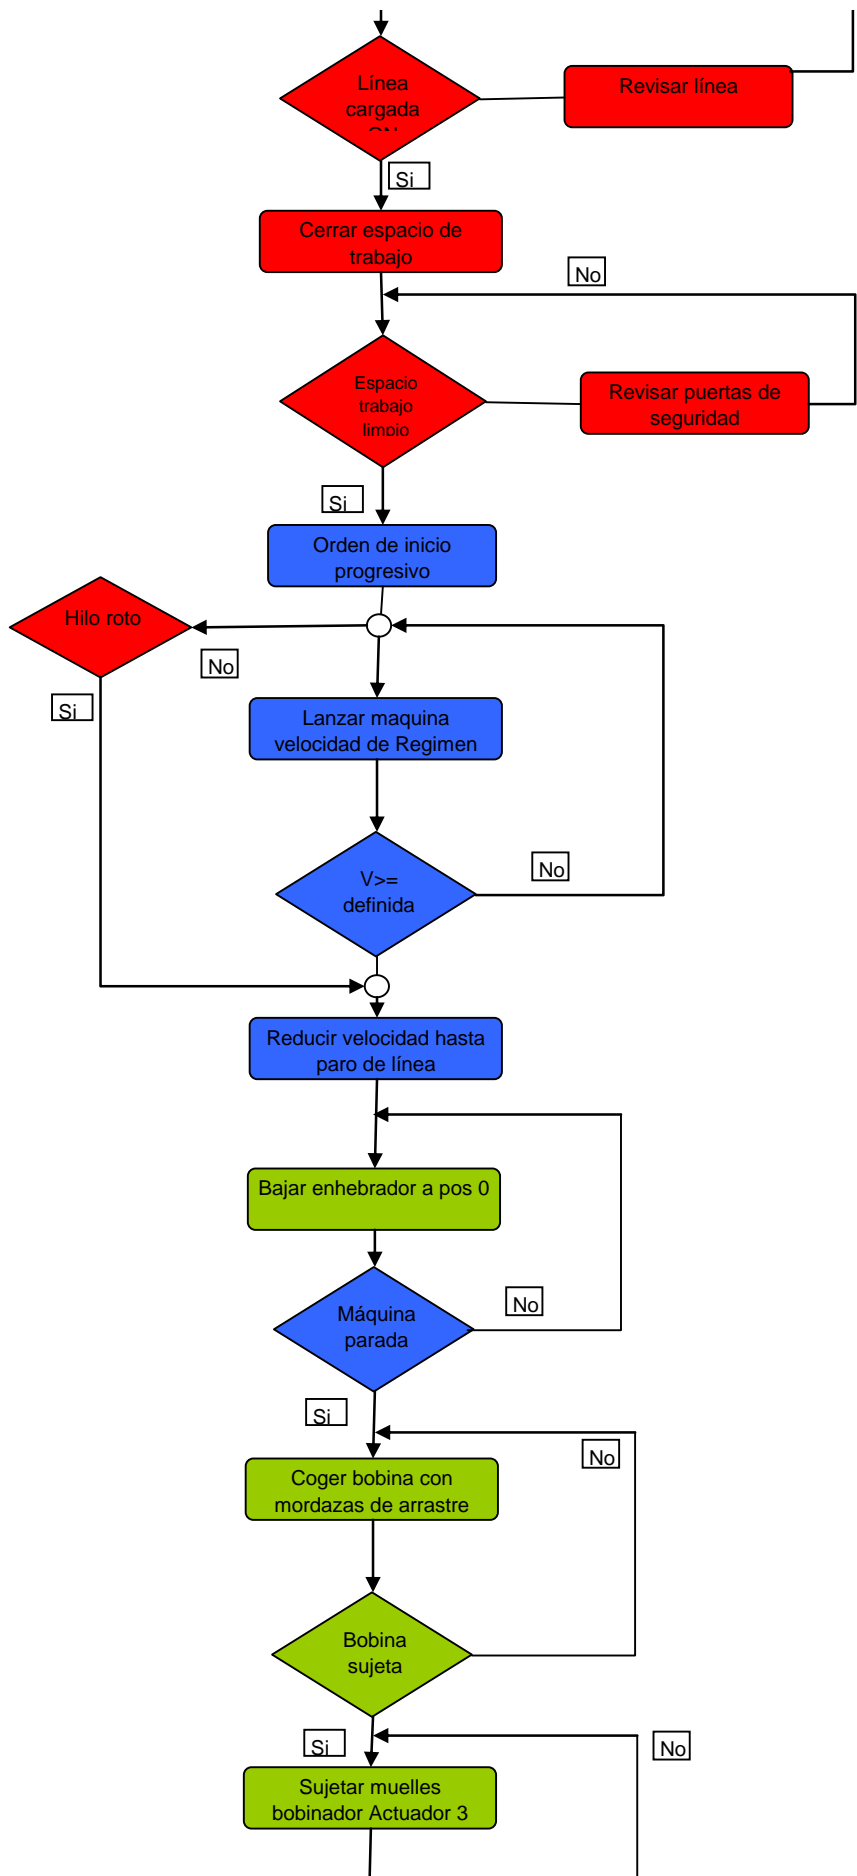 Línea
cargada
Revisar línea
Si
Cerrar espacio de
trabajo
No
Espacio
trabajo
limpio
Revisar puertas de
seguridad
Si
Orden de inicio
progresivo
Hilo roto
No
Si
Lanzar maquina
velocidad de Regimen
V>=
definida
No
Reducir velocidad hasta
paro de línea
Bajar enhebrador a pos 0
Máquina
parada
No
Si
No
Coger bobina con
mordazas de arrastre
Bobina
sujeta
Si
No
Sujetar muelles
bobinador Actuador 3